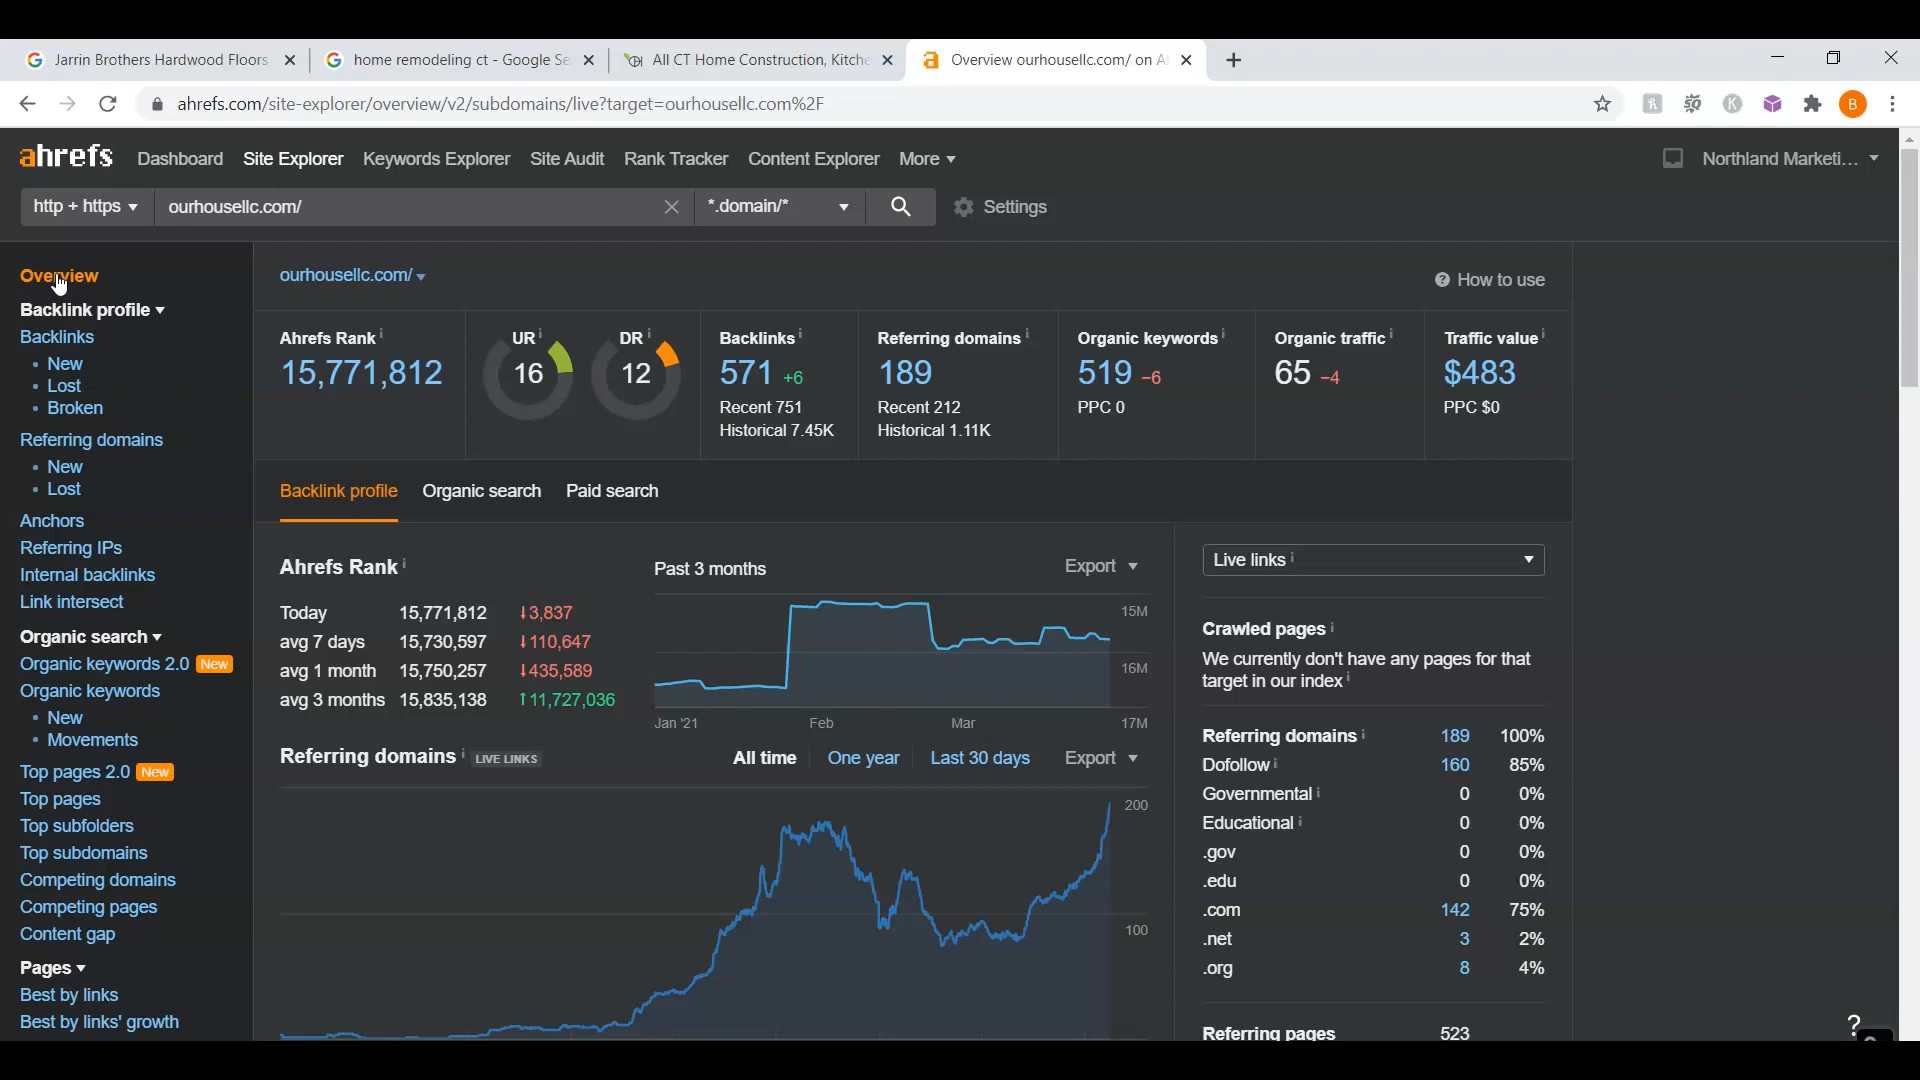 Jarrin Brothers Hardwood Floors
home remodeling ct - Google Se
All CT Home Construction, Kitche
Overview ourhousellc.com/ on A
ahrefs.com/site-explorer/overview/v2/subdomains/live?target=ourhousellc.com%2F
B
ahrefs Dashboard Site Explorer Keywords Explorer Site Audit Rank Tracker Content Explorer More
Northland Marketi...
http + https ourhousellc.com/ *.domain/* Settings
Overview
Backlink profile
Backlinks
• New
• Lost
• Broken
Referring domains
• New
• Lost
Anchors
Referring IPs
Internal backlinks
Link intersect
Organic search
Organic keywords 2.0 New
Organic keywords
• New
• Movements
Top pages 2.0 New
Top pages
Top subfolders
Top subdomains
Competing domains
Competing pages
Content gap
Pages
Best by links
Best by links' growth
ourhousellc.com/
? How to use
Ahrefs Rank i
15,771,812
UR i
16
DR i
12
Backlinks i
571 +6
Recent 751
Historical 7.45K
Referring domains i
189
Recent 212
Historical 1.11K
Organic keywords i
519 -6
PPC 0
Organic traffic i
65 -4
Traffic value i
$483
PPC $0
Backlink profile Organic search Paid search
Ahrefs Rank i
Past 3 months
Export
Today 15,771,812 ↓3,837
avg 7 days 15,730,597 ↓110,647
avg 1 month 15,750,257 ↓435,589
avg 3 months 15,835,138 ↑11,727,036
15M
16M
17M
Jan '21 Feb Mar
Referring domains i LIVE LINKS
All time One year Last 30 days Export
200
100
Live links i
Crawled pages i
We currently don't have any pages for that
target in our index i
Referring domains i 189 100%
Dofollow i 160 85%
Governmental i 0 0%
Educational i 0 0%
.gov 0 0%
.edu 0 0%
.com 142 75%
.net 3 2%
.org 8 4%
Referring pages 523
?